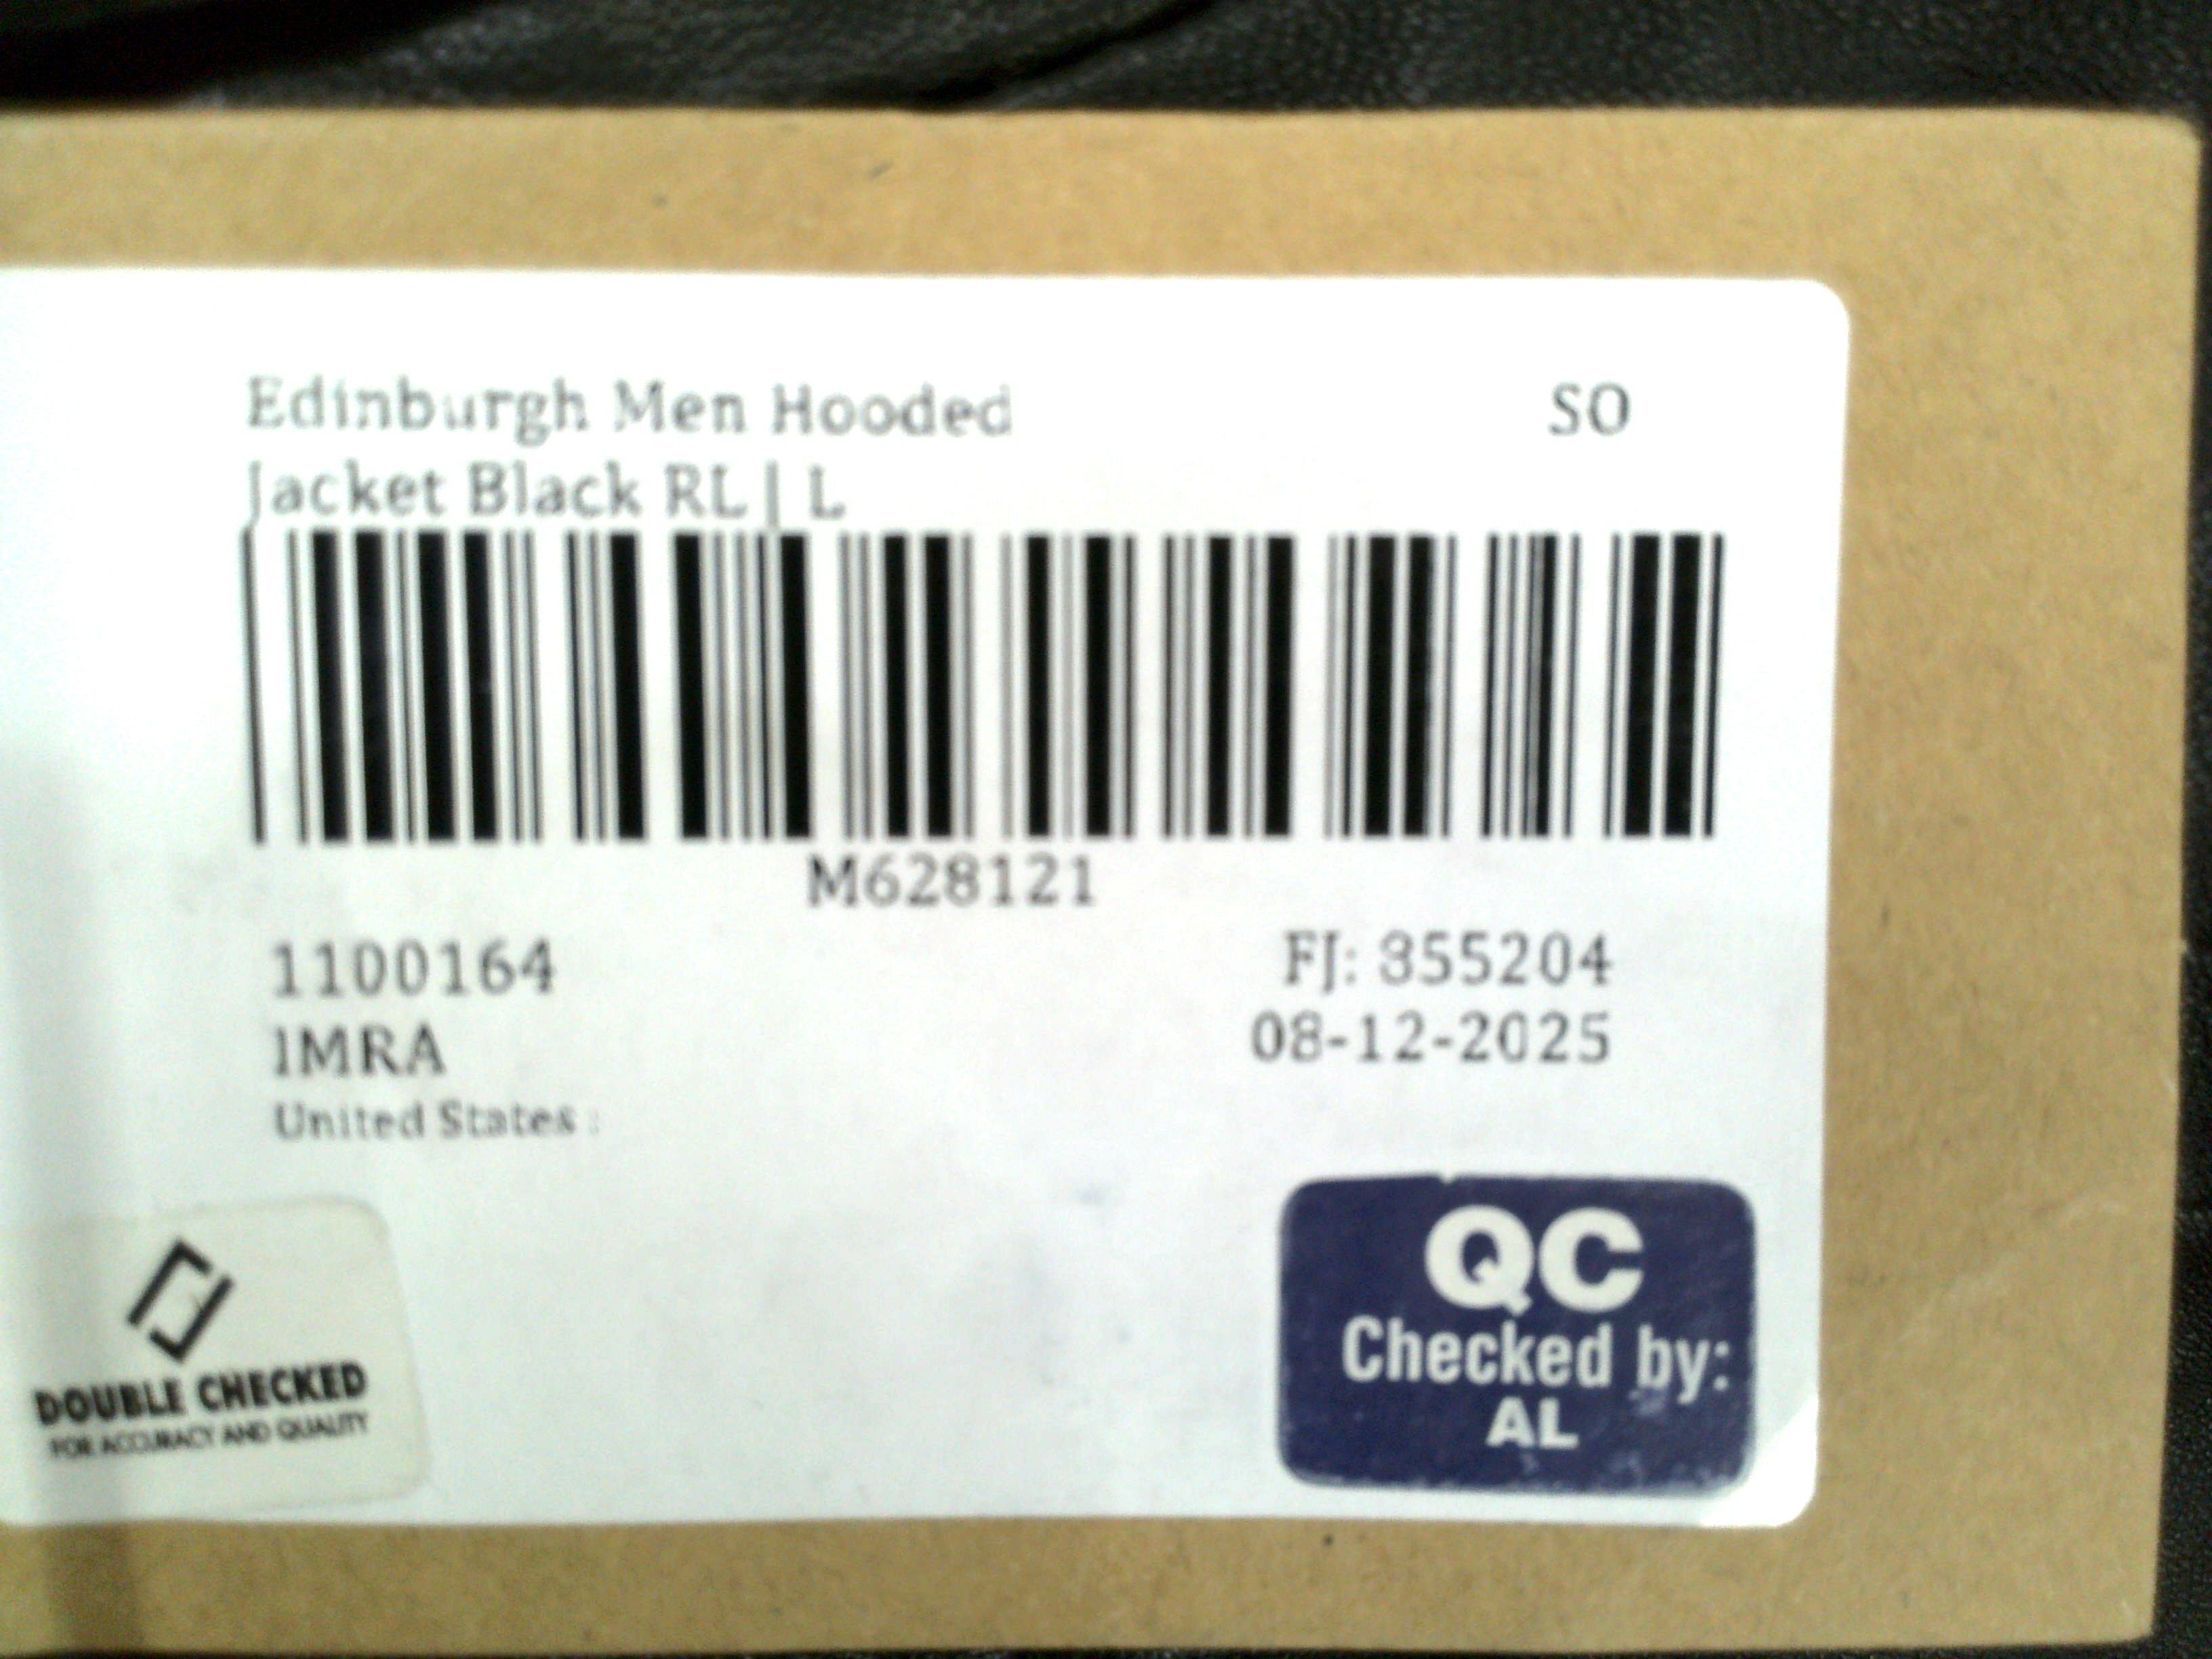 Edinburgh Men Hooded
Jacket Black RL | L
SO
M628121
1100164
IMRA
United States :
FJ: 855204
08-12-2025
DOUBLE CHECKED
FOR ACCURACY AND QUALITY
QC
Checked by:
AL